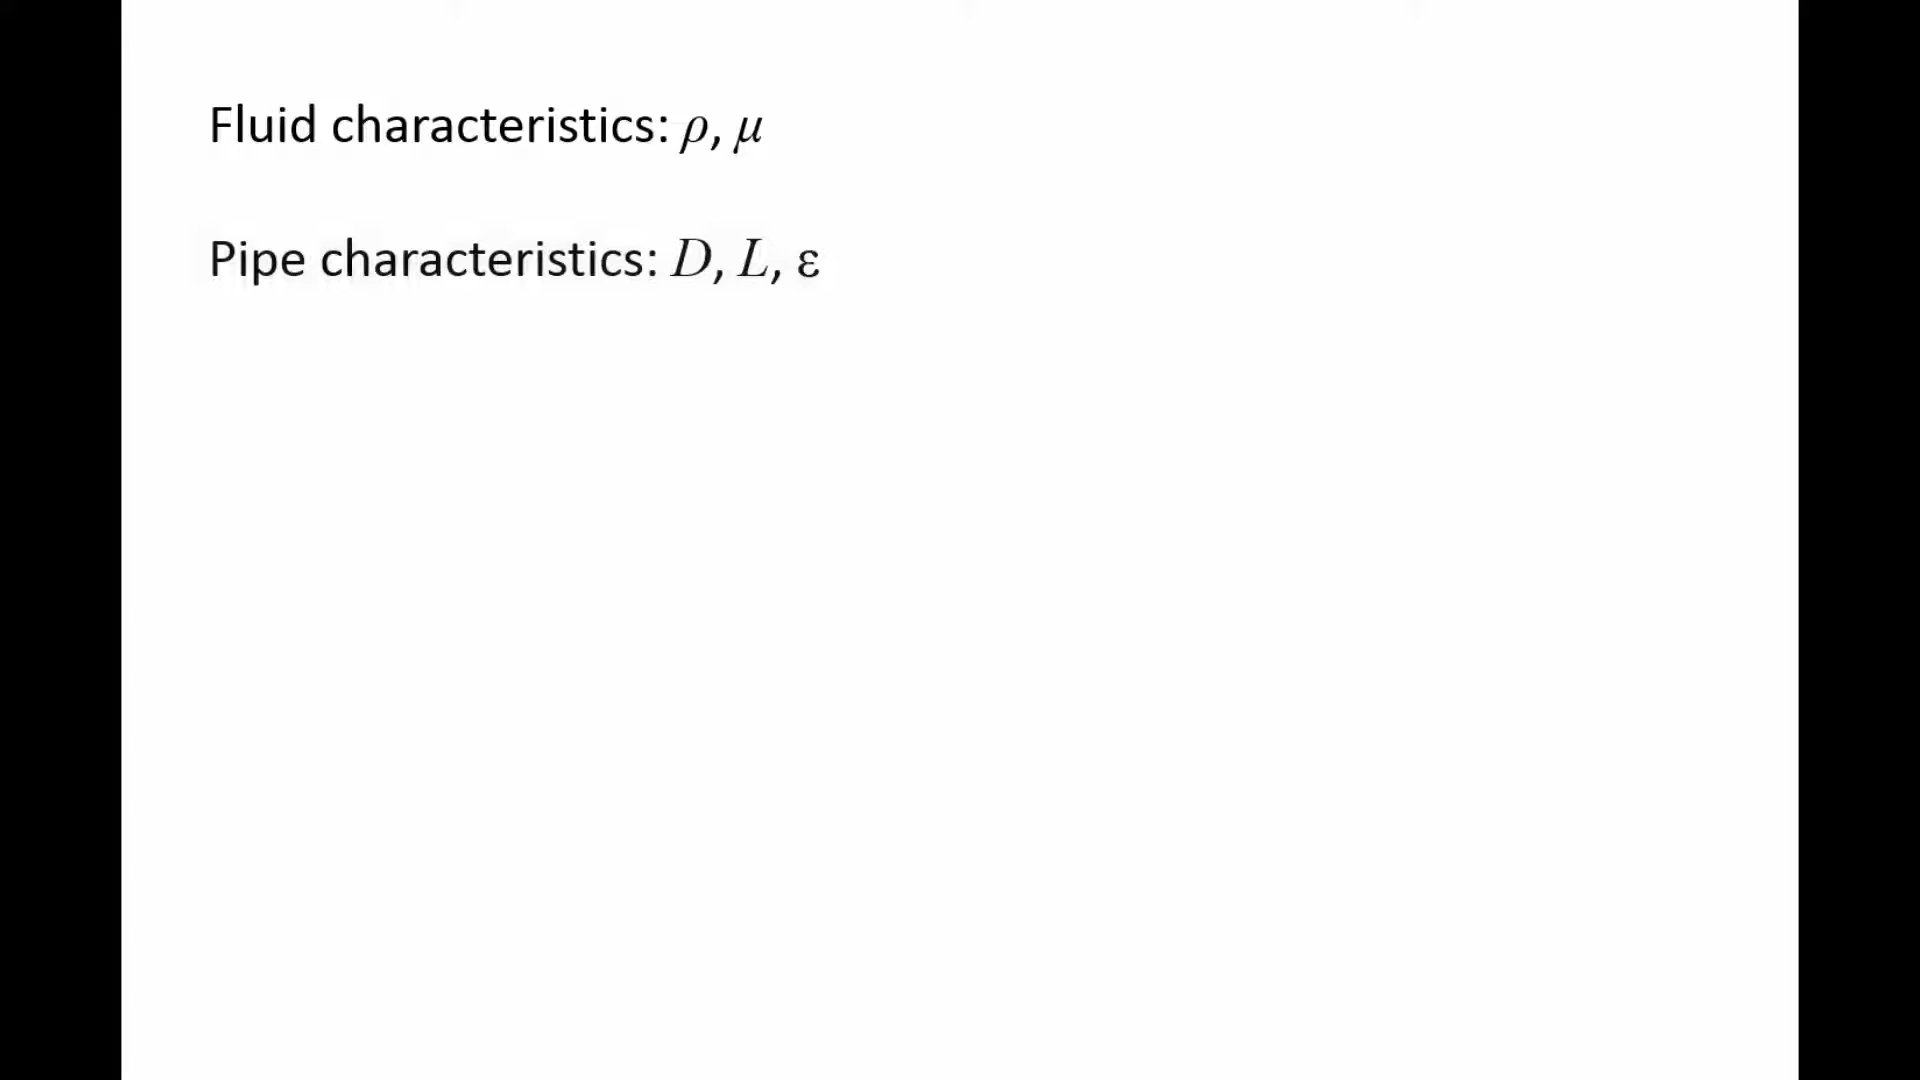 Fluid characteristics: ρ, μ
Pipe characteristics: D, L, ε